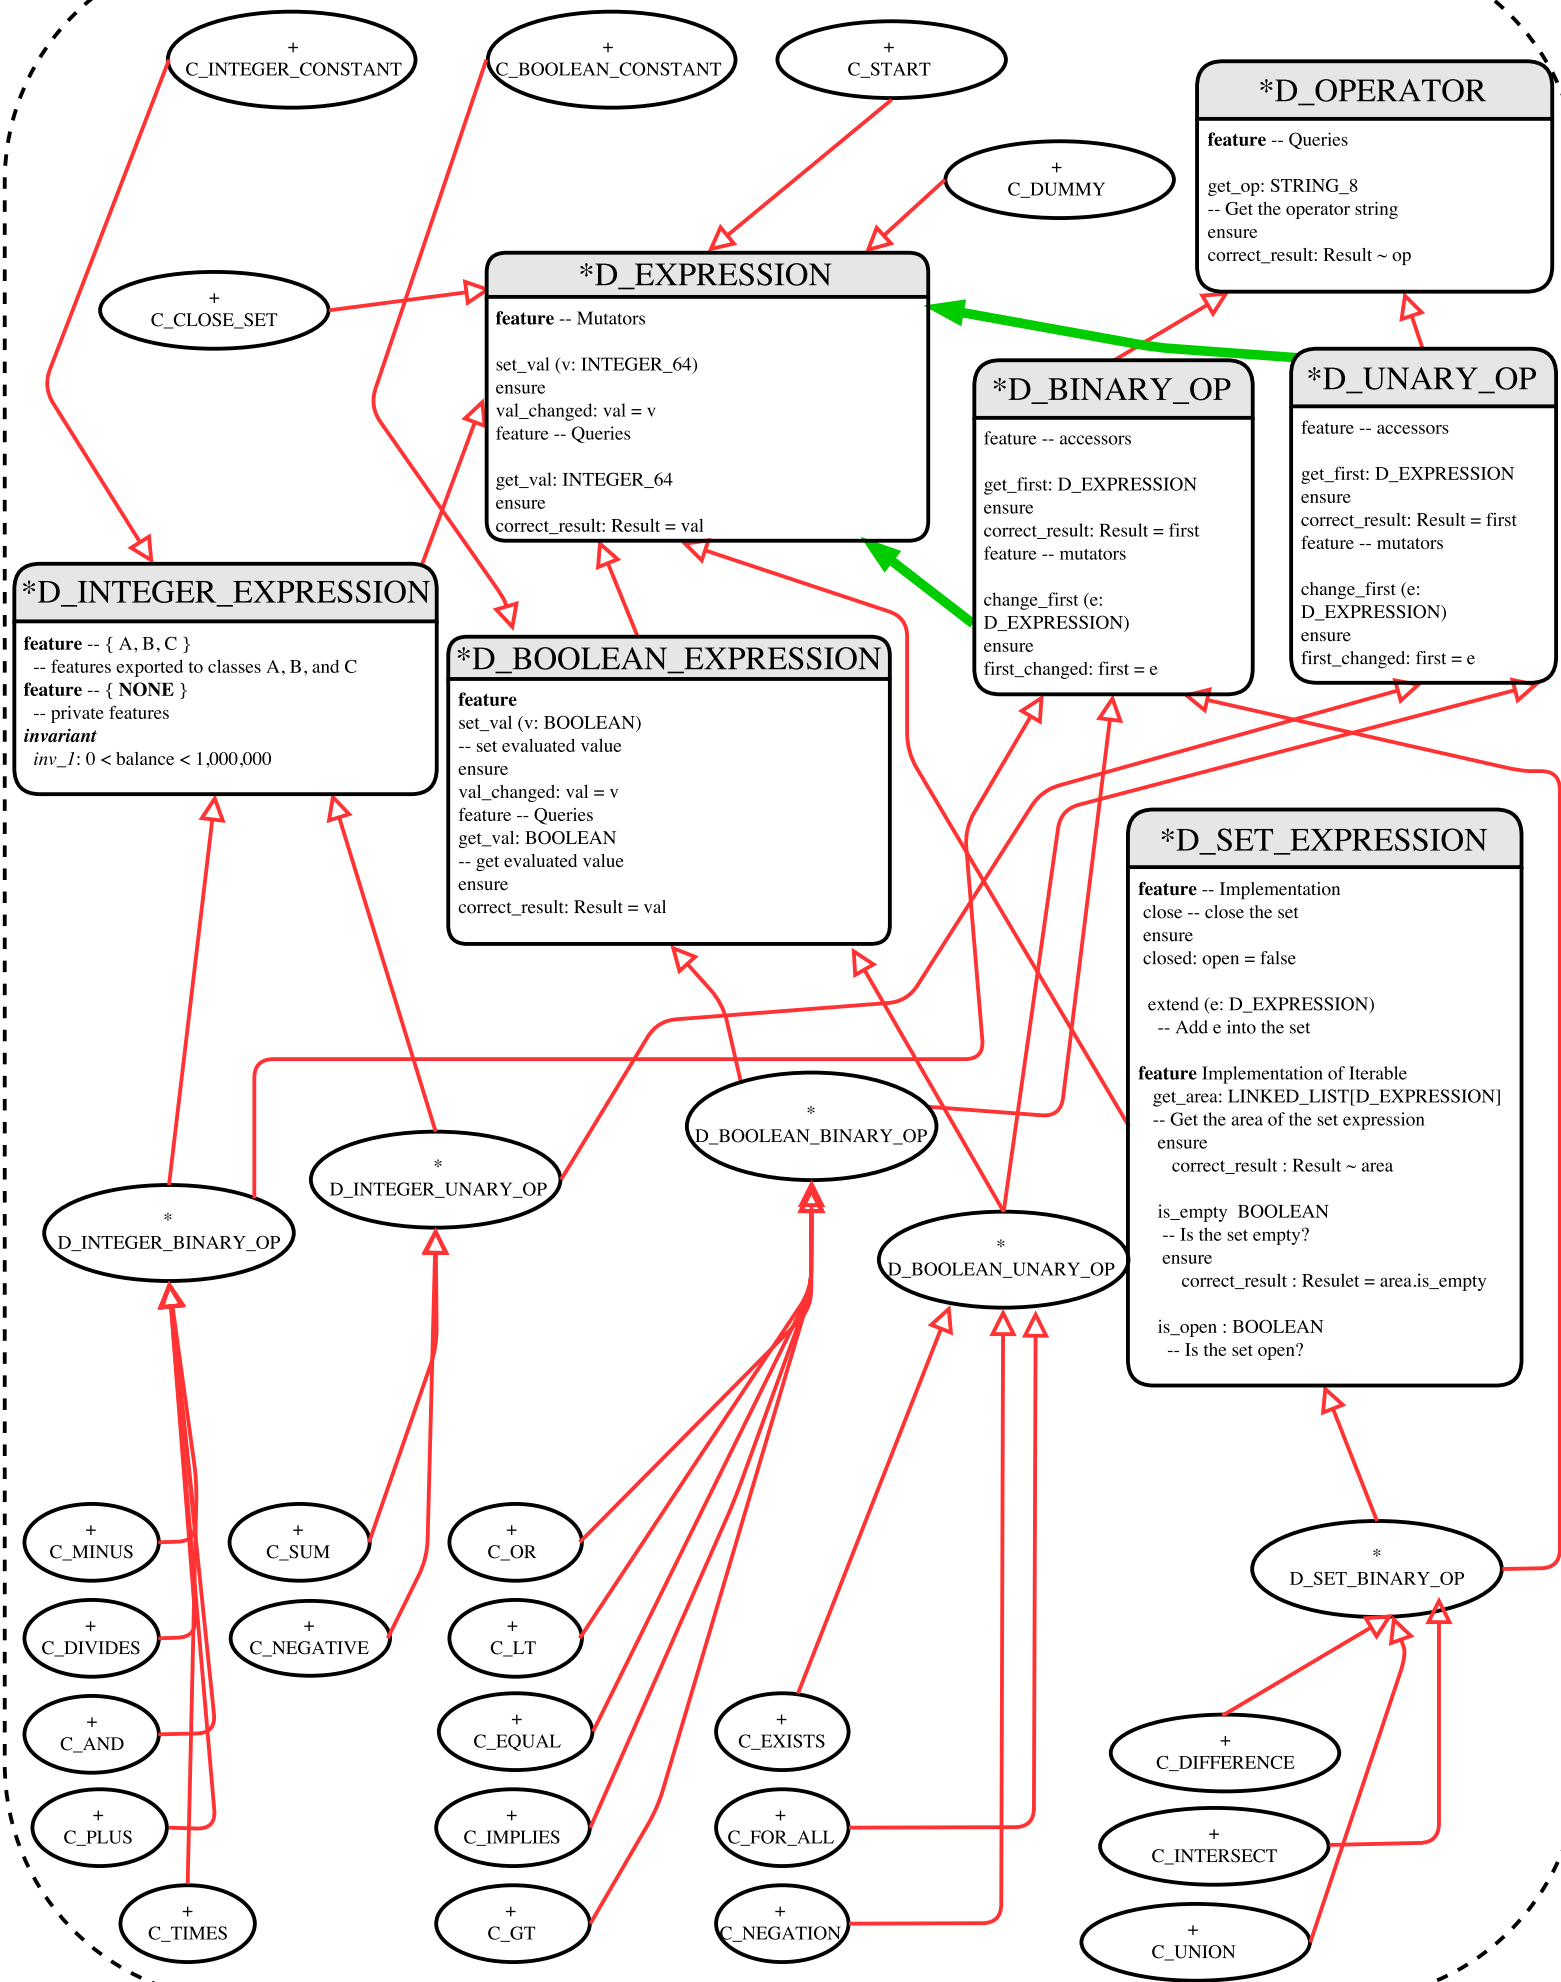 +
C_INTEGER_CONSTANT
+
C_BOOLEAN_CONSTANT
+
C_START
*D_OPERATOR
feature -- Queries
get_op: STRING_8
-- Get the operator string
ensure
correct_result: Result ~ op
+
C_DUMMY
+
C_CLOSE_SET
*D_EXPRESSION
feature -- Mutators
set_val (v: INTEGER_64)
ensure
val_changed: val = v
feature -- Queries
get_val: INTEGER_64
ensure
correct_result: Result = val
*D_BINARY_OP
feature -- accessors
get_first: D_EXPRESSION
ensure
correct_result: Result = first
feature -- mutators
change_first (e:
D_EXPRESSION)
ensure
first_changed: first = e
*D_UNARY_OP
feature -- accessors
get_first: D_EXPRESSION
ensure
correct_result: Result = first
feature -- mutators
change_first (e:
D_EXPRESSION)
ensure
first_changed: first = e
*D_INTEGER_EXPRESSION
feature -- { A, B, C }
-- features exported to classes A, B, and C
feature -- { NONE }
-- private features
invariant
inv_1: 0 < balance < 1,000,000
*D_BOOLEAN_EXPRESSION
feature
set_val (v: BOOLEAN)
-- set evaluated value
ensure
val_changed: val = v
feature -- Queries
get_val: BOOLEAN
-- get evaluated value
ensure
correct_result: Result = val
*D_SET_EXPRESSION
feature -- Implementation
close -- close the set
ensure
closed: open = false
extend (e: D_EXPRESSION)
-- Add e into the set
feature Implementation of Iterable
get_area: LINKED_LIST[D_EXPRESSION]
-- Get the area of the set expression
ensure
correct_result : Result ~ area
is_empty  BOOLEAN
-- Is the set empty?
ensure
correct_result : Resulet = area.is_empty
is_open : BOOLEAN
-- Is the set open?
*
D_BOOLEAN_BINARY_OP
*
D_INTEGER_UNARY_OP
*
D_INTEGER_BINARY_OP
*
D_BOOLEAN_UNARY_OP
+
C_MINUS
+
C_SUM
+
C_OR
*
D_SET_BINARY_OP
+
C_DIVIDES
+
C_NEGATIVE
+
C_LT
+
C_AND
+
C_EQUAL
+
C_EXISTS
+
C_DIFFERENCE
+
C_PLUS
+
C_IMPLIES
+
C_FOR_ALL
+
C_INTERSECT
+
C_TIMES
+
C_GT
+
C_NEGATION
+
C_UNION